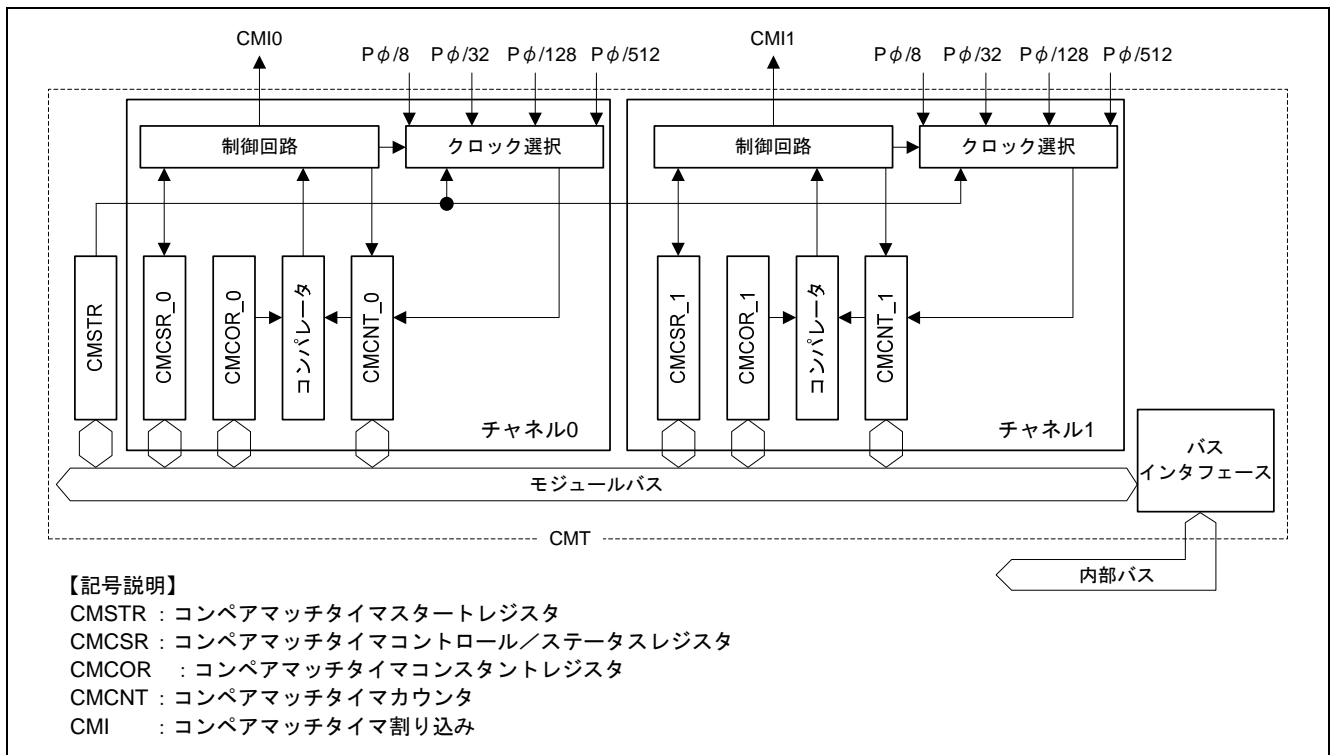 CMI0 Pφ/8 Pφ/32 Pφ/128 Pφ/512 CMI1 Pφ/8 Pφ/32 Pφ/128 Pφ/512
制御回路 クロック選択 制御回路 クロック選択
CMSTR
CMCSR_0
CMCOR_0
コンパレータ
CMCNT_0
CMCSR_1
CMCOR_1
コンパレータ
CMCNT_1
チャネル0 チャネル1
バス
インタフェース
モジュールバス
CMT
内部バス
【記号説明】
CMSTR : コンペアマッチタイマスタートレジスタ
CMCSR : コンペアマッチタイマコントロール／ステータスレジスタ
CMCOR : コンペアマッチタイマコンスタントレジスタ
CMCNT : コンペアマッチタイマカウンタ
CMI : コンペアマッチタイマ割り込み